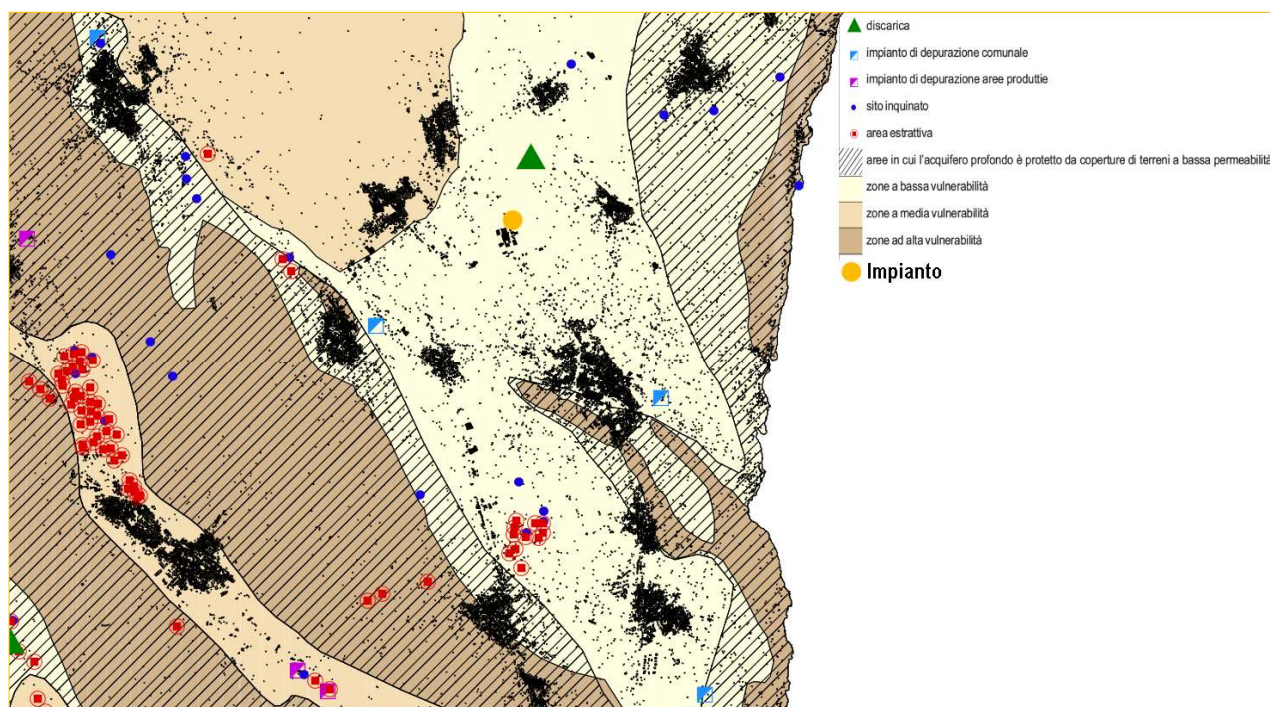 discarica
impianto di depurazione comunale
impianto di depurazione aree produttie
sito inquinato
area estrattiva
aree in cui l'acquifero profondo è protetto da coperture di terreni a bassa permeabilità
zone a bassa vulnerabilità
zone a media vulnerabilità
zone ad alta vulnerabilità
Impianto